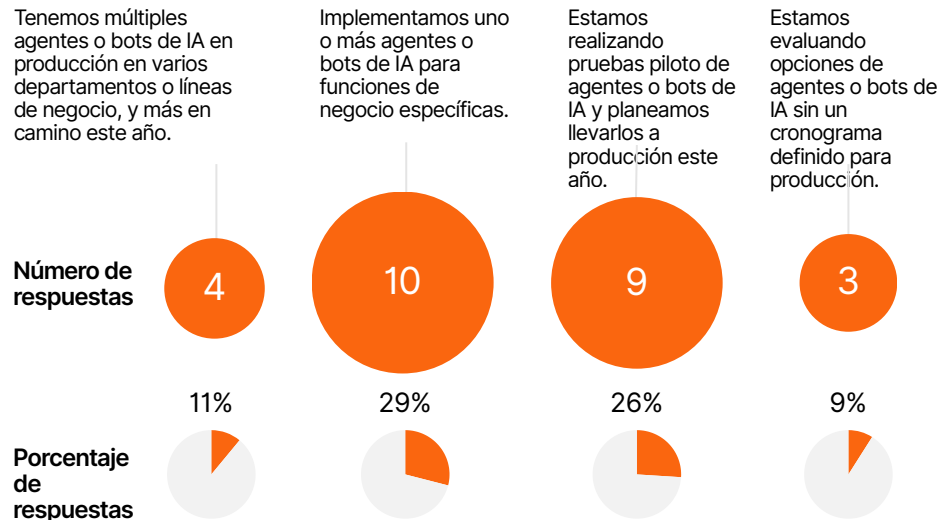 Tenemos múltiples
agentes o bots de IA en
producción en varios
departamentos o líneas
de negocio, y más en
camino este año.
Implementamos uno
o más agentes o
bots de IA para
funciones de
negocio específicas.
Estamos
realizando
pruebas piloto de
agentes o bots de
IA y planeamos
llevarlos a
producción este
año.
Estamos
evaluando
opciones de
agentes o bots de
IA sin un
cronograma
definido para
producción.
Número de
respuestas
4
10
9
3
11%
29%
26%
9%
Porcentaje
de
respuestas